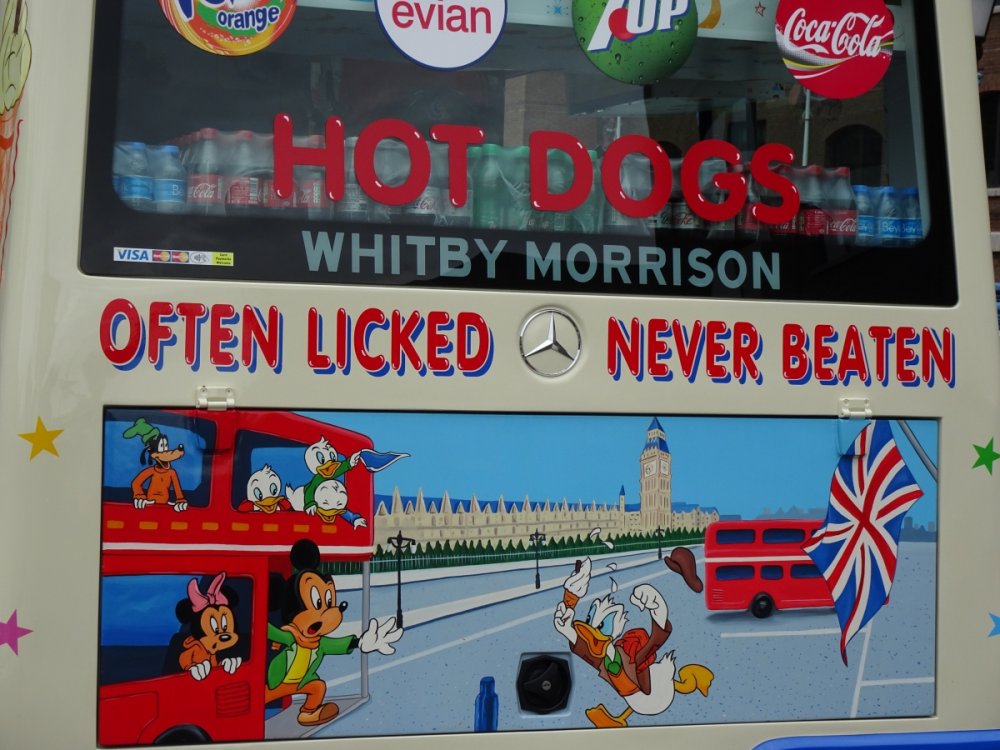 orange
evian
7UP
Coca-Cola
HOT DOGS
WHITBY MORRISON
VISA
OFTEN LICKED NEVER BEATEN